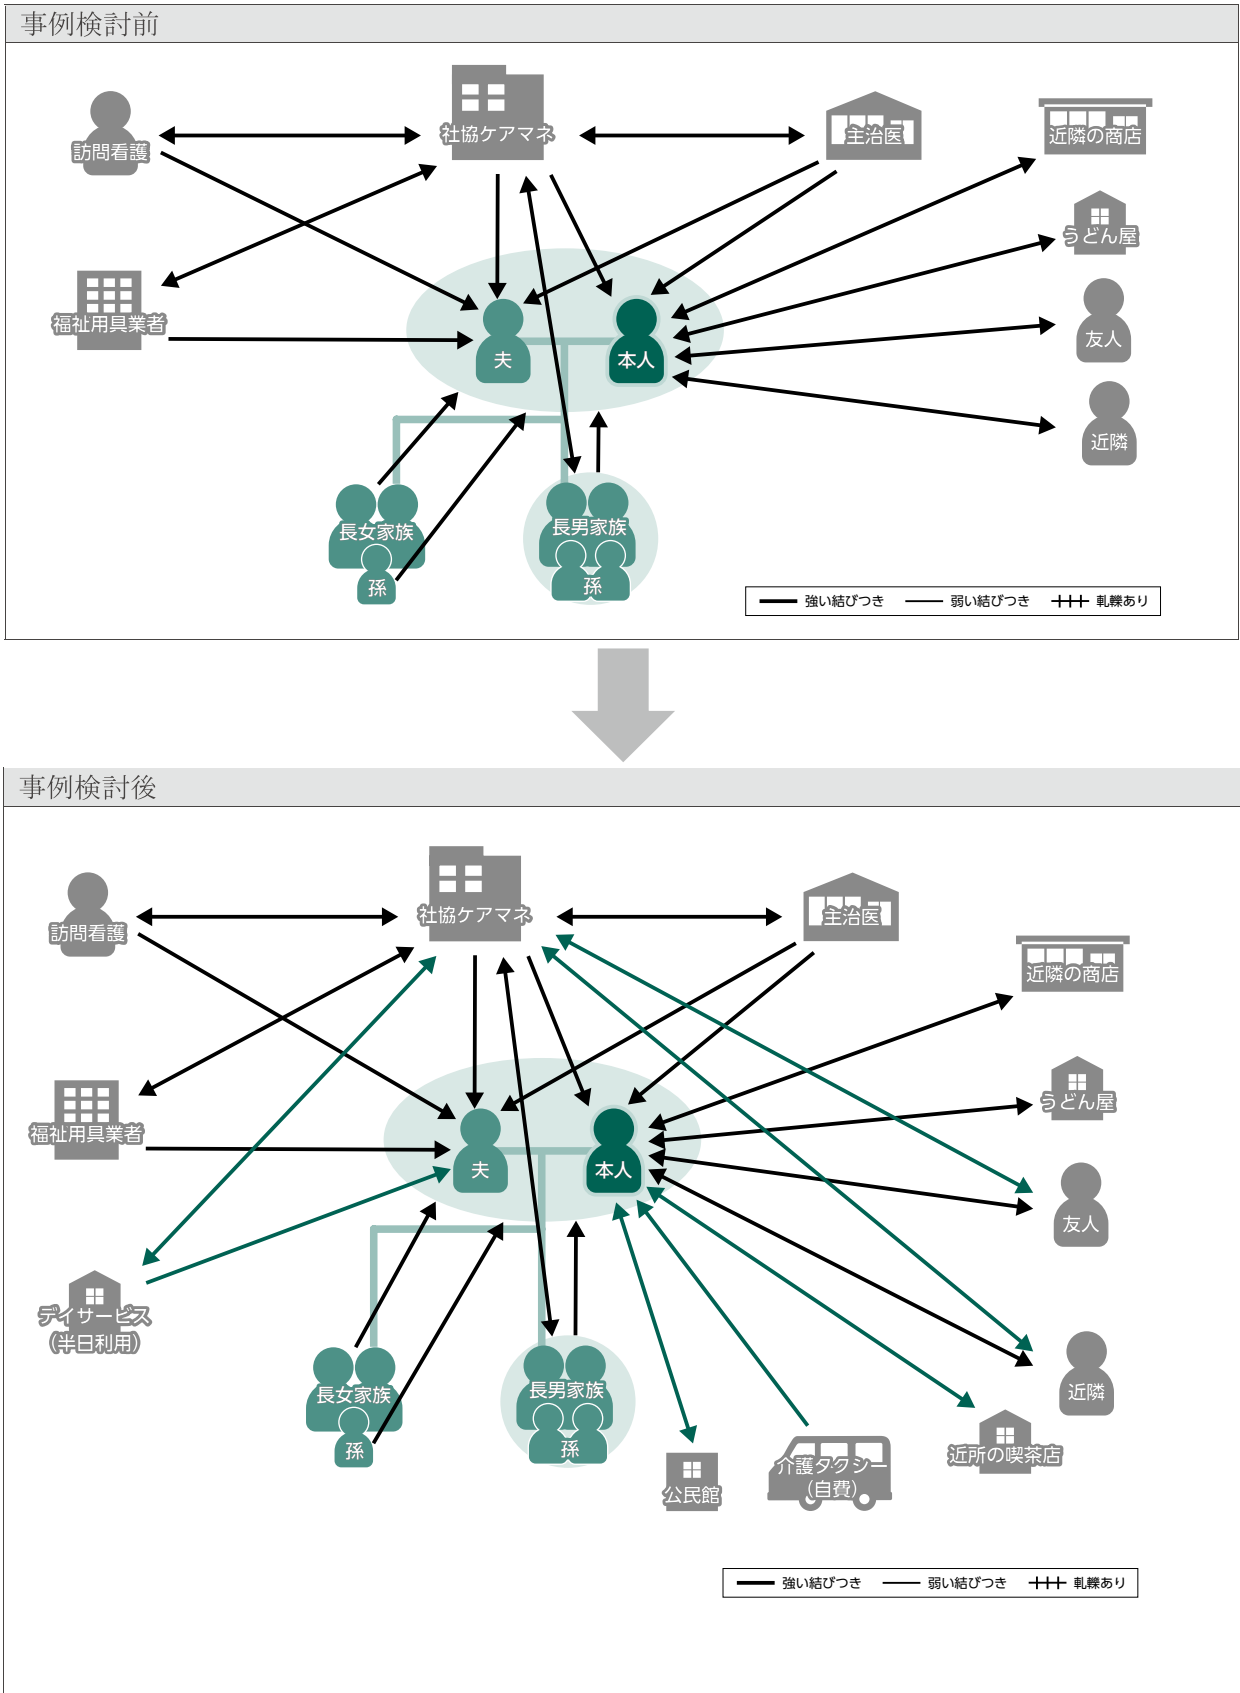 事例検討前
社協ケアマネ
訪問看護
主治医
近隣の商店
うどん屋
福祉用具業者
友人
夫
本人
近隣
長女家族
孫
長男家族
孫
強い結びつき 弱い結びつき 軋轢あり
事例検討後
社協ケアマネ
訪問看護
主治医
近隣の商店
うどん屋
福祉用具業者
夫
本人
友人
デイサービス
(半日利用)
長女家族
孫
長男家族
孫
近隣
近所の喫茶店
介護タクシー
(自費)
公民館
強い結びつき 弱い結びつき 軋轢あり